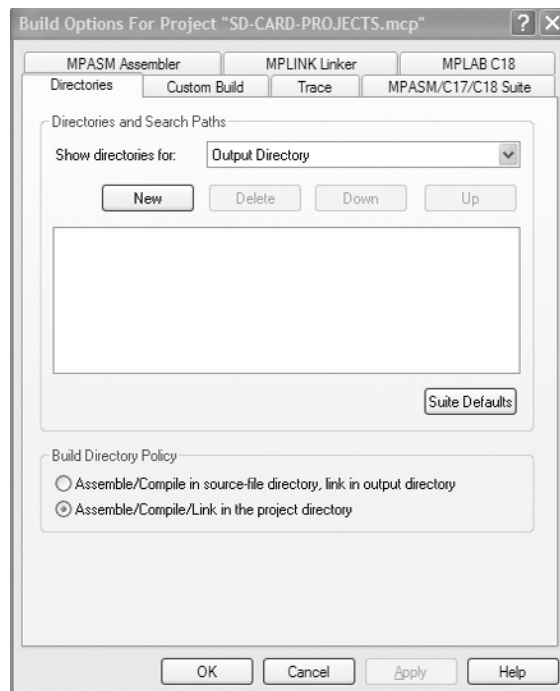 Build Options For Project "SD-CARD-PROJECTS.mcp"
MPASM Assembler MPLINK Linker MPLAB C18
Directories Custom Build Trace MPASM/C17/C18 Suite
Directories and Search Paths
Show directories for: Output Directory
New Delete Down Up
Suite Defaults
Build Directory Policy
Assemble/Compile in source-file directory, link in output directory
Assemble/Compile/Link in the project directory
OK Cancel Apply Help